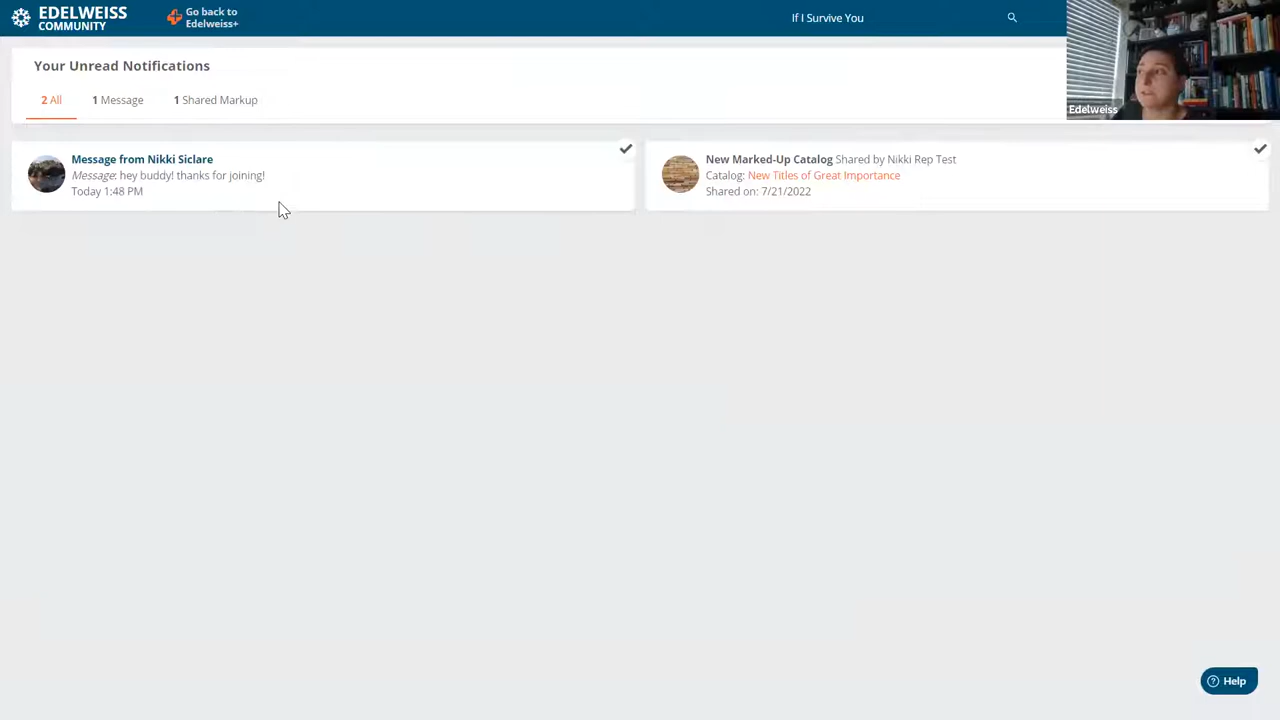 EDELWEISS
COMMUNITY
Go back to
Edelweiss+
If I Survive You
Edelweiss
Your Unread Notifications
2 All
1 Message
1 Shared Markup
Message from Nikki Siclare
Message: hey buddy! thanks for joining!
Today 1:48 PM
New Marked-Up Catalog Shared by Nikki Rep Test
Catalog: New Titles of Great Importance
Shared on: 7/21/2022
Help